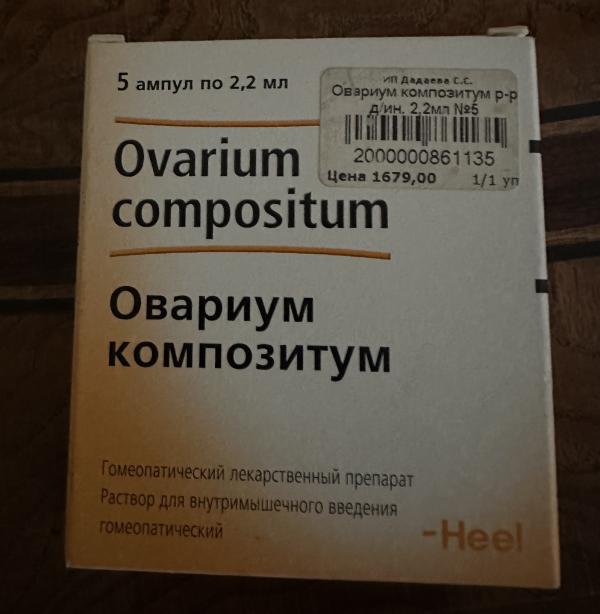 5 ампул по 2,2 мл
ИП Дадаева С.С.
Овариум композитум р-р
д/ин. 2,2мл №5
2000000861135
Цена 1679,00 1/1 уп
Ovarium
compositum
Овариум
композитум
Гомеопатический лекарственный препарат
Раствор для внутримышечного введения
гомеопатический
-Heel